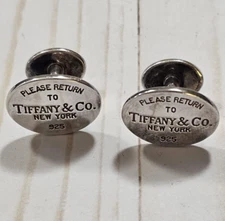 PLEASE RETURN
TO
TIFFANY & CO.
NEW YORK
925
PLEASE RETURN
TO
TIFFANY & CO.
NEW YORK
925